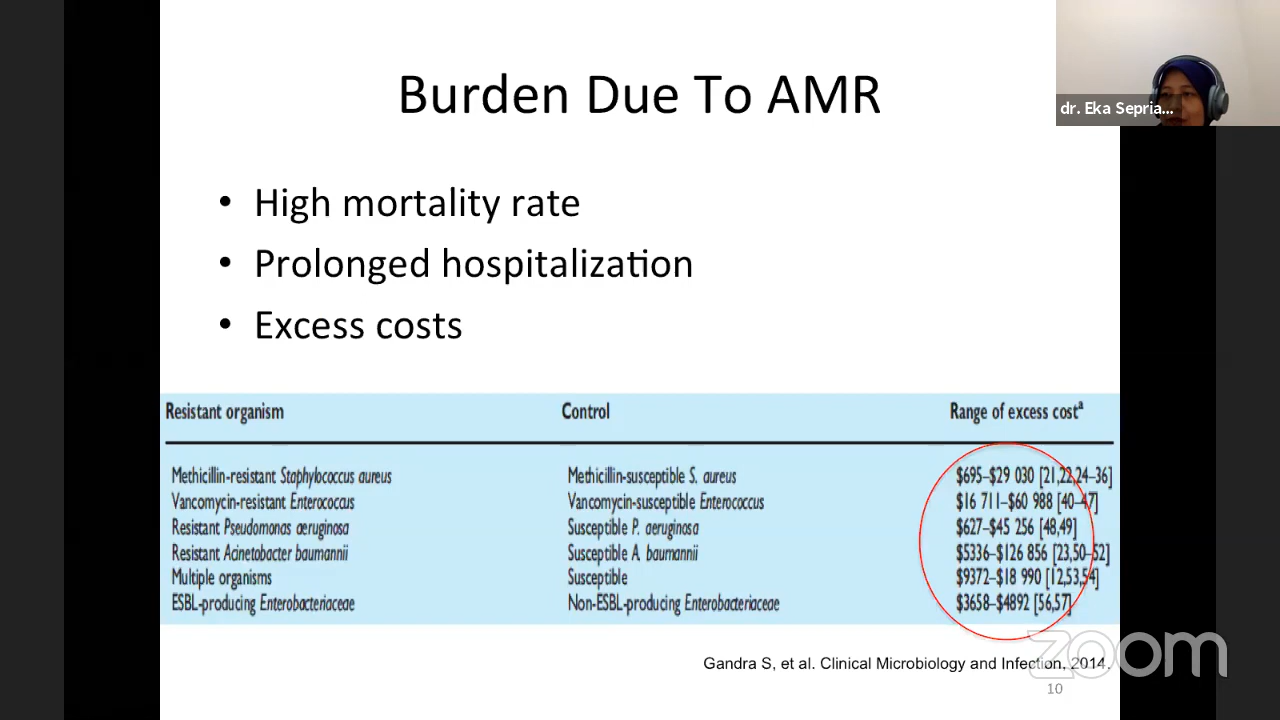 Burden Due To AMR
dr. Eka Sepria...
• High mortality rate
• Prolonged hospitalization
• Excess costs
Resistant organism Control Range of excess costᵃ
Methicillin-resistant Staphylococcus aureus Methicillin-susceptible S. aureus $695–$29 030 [21,22,24–36]
Vancomycin-resistant Enterococcus Vancomycin-susceptible Enterococcus $16 711–$60 988 [40–47]
Resistant Pseudomonas aeruginosa Susceptible P. aeruginosa $627–$45 256 [48,49]
Resistant Acinetobacter baumannii Susceptible A. baumannii $5336–$126 856 [23,50–52]
Multiple organisms Susceptible $9372–$18 990 [12,53,54]
ESBL-producing Enterobacteriaceae Non-ESBL-producing Enterobacteriaceae $3658–$4892 [56,57]
zoom
Gandra S, et al. Clinical Microbiology and Infection, 2014.
10